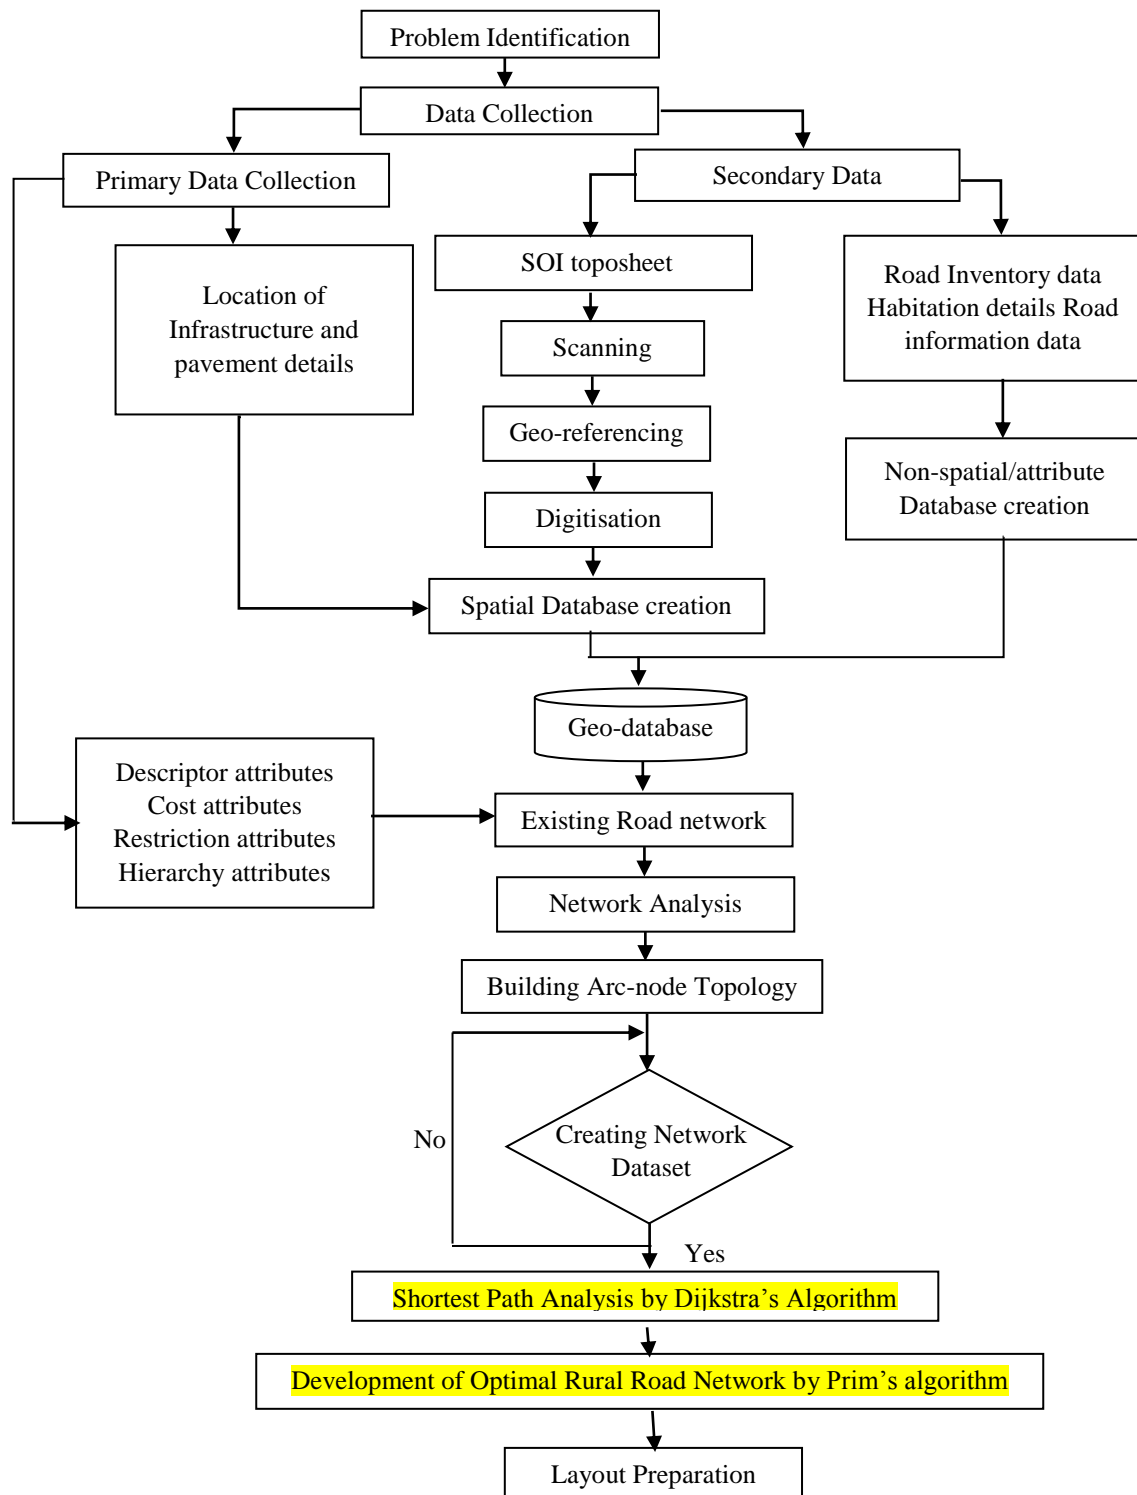 Problem Identification
Data Collection
Primary Data Collection
Secondary Data
SOI toposheet
Location of
Infrastructure and
pavement details
Road Inventory data
Habitation details Road
information data
Scanning
Geo-referencing
Non-spatial/attribute
Database creation
Digitisation
Spatial Database creation
Geo-database
Descriptor attributes
Cost attributes
Restriction attributes
Hierarchy attributes
Existing Road network
Network Analysis
Building Arc-node Topology
No
Creating Network
Dataset
Yes
Shortest Path Analysis by Dijkstra’s Algorithm
Development of Optimal Rural Road Network by Prim’s algorithm
Layout Preparation